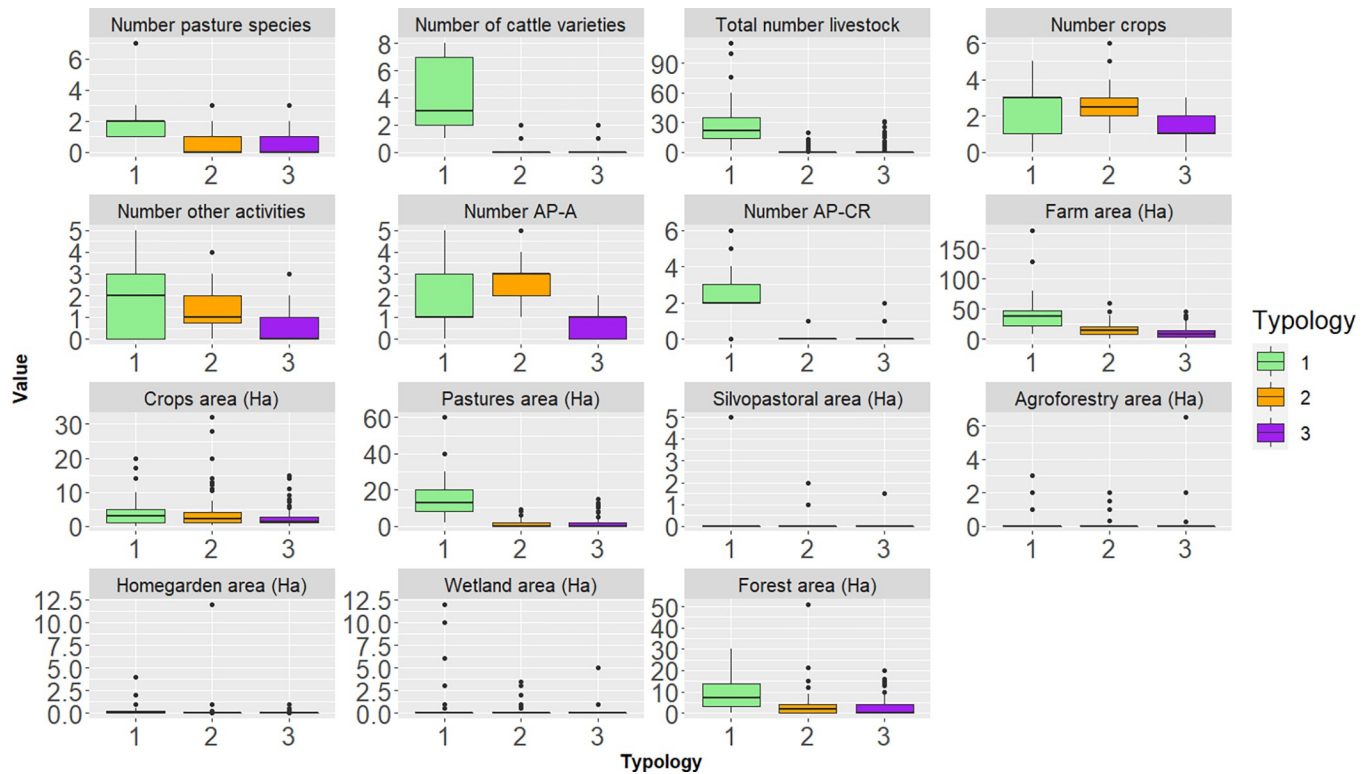 Number pasture species
Number of cattle varieties
Total number livestock
Number crops
6
4
2
0
8
6
4
2
0
90
60
30
0
6
4
2
0
1 2 3
1 2 3
1 2 3
1 2 3
Number other activities
Number AP-A
Number AP-CR
Farm area (Ha)
5
4
3
2
1
0
5
4
3
2
1
0
6
4
2
0
150
100
50
0
1 2 3
1 2 3
1 2 3
1 2 3
Crops area (Ha)
Pastures area (Ha)
Silvopastoral area (Ha)
Agroforestry area (Ha)
30
20
10
0
60
40
20
0
5
4
3
2
1
0
6
4
2
0
1 2 3
1 2 3
1 2 3
1 2 3
Homegarden area (Ha)
Wetland area (Ha)
Forest area (Ha)
12.5
10.0
7.5
5.0
2.5
0.0
12.5
10.0
7.5
5.0
2.5
0.0
50
40
30
20
10
0
1 2 3
1 2 3
1 2 3
Value
Typology
Typology
1
2
3